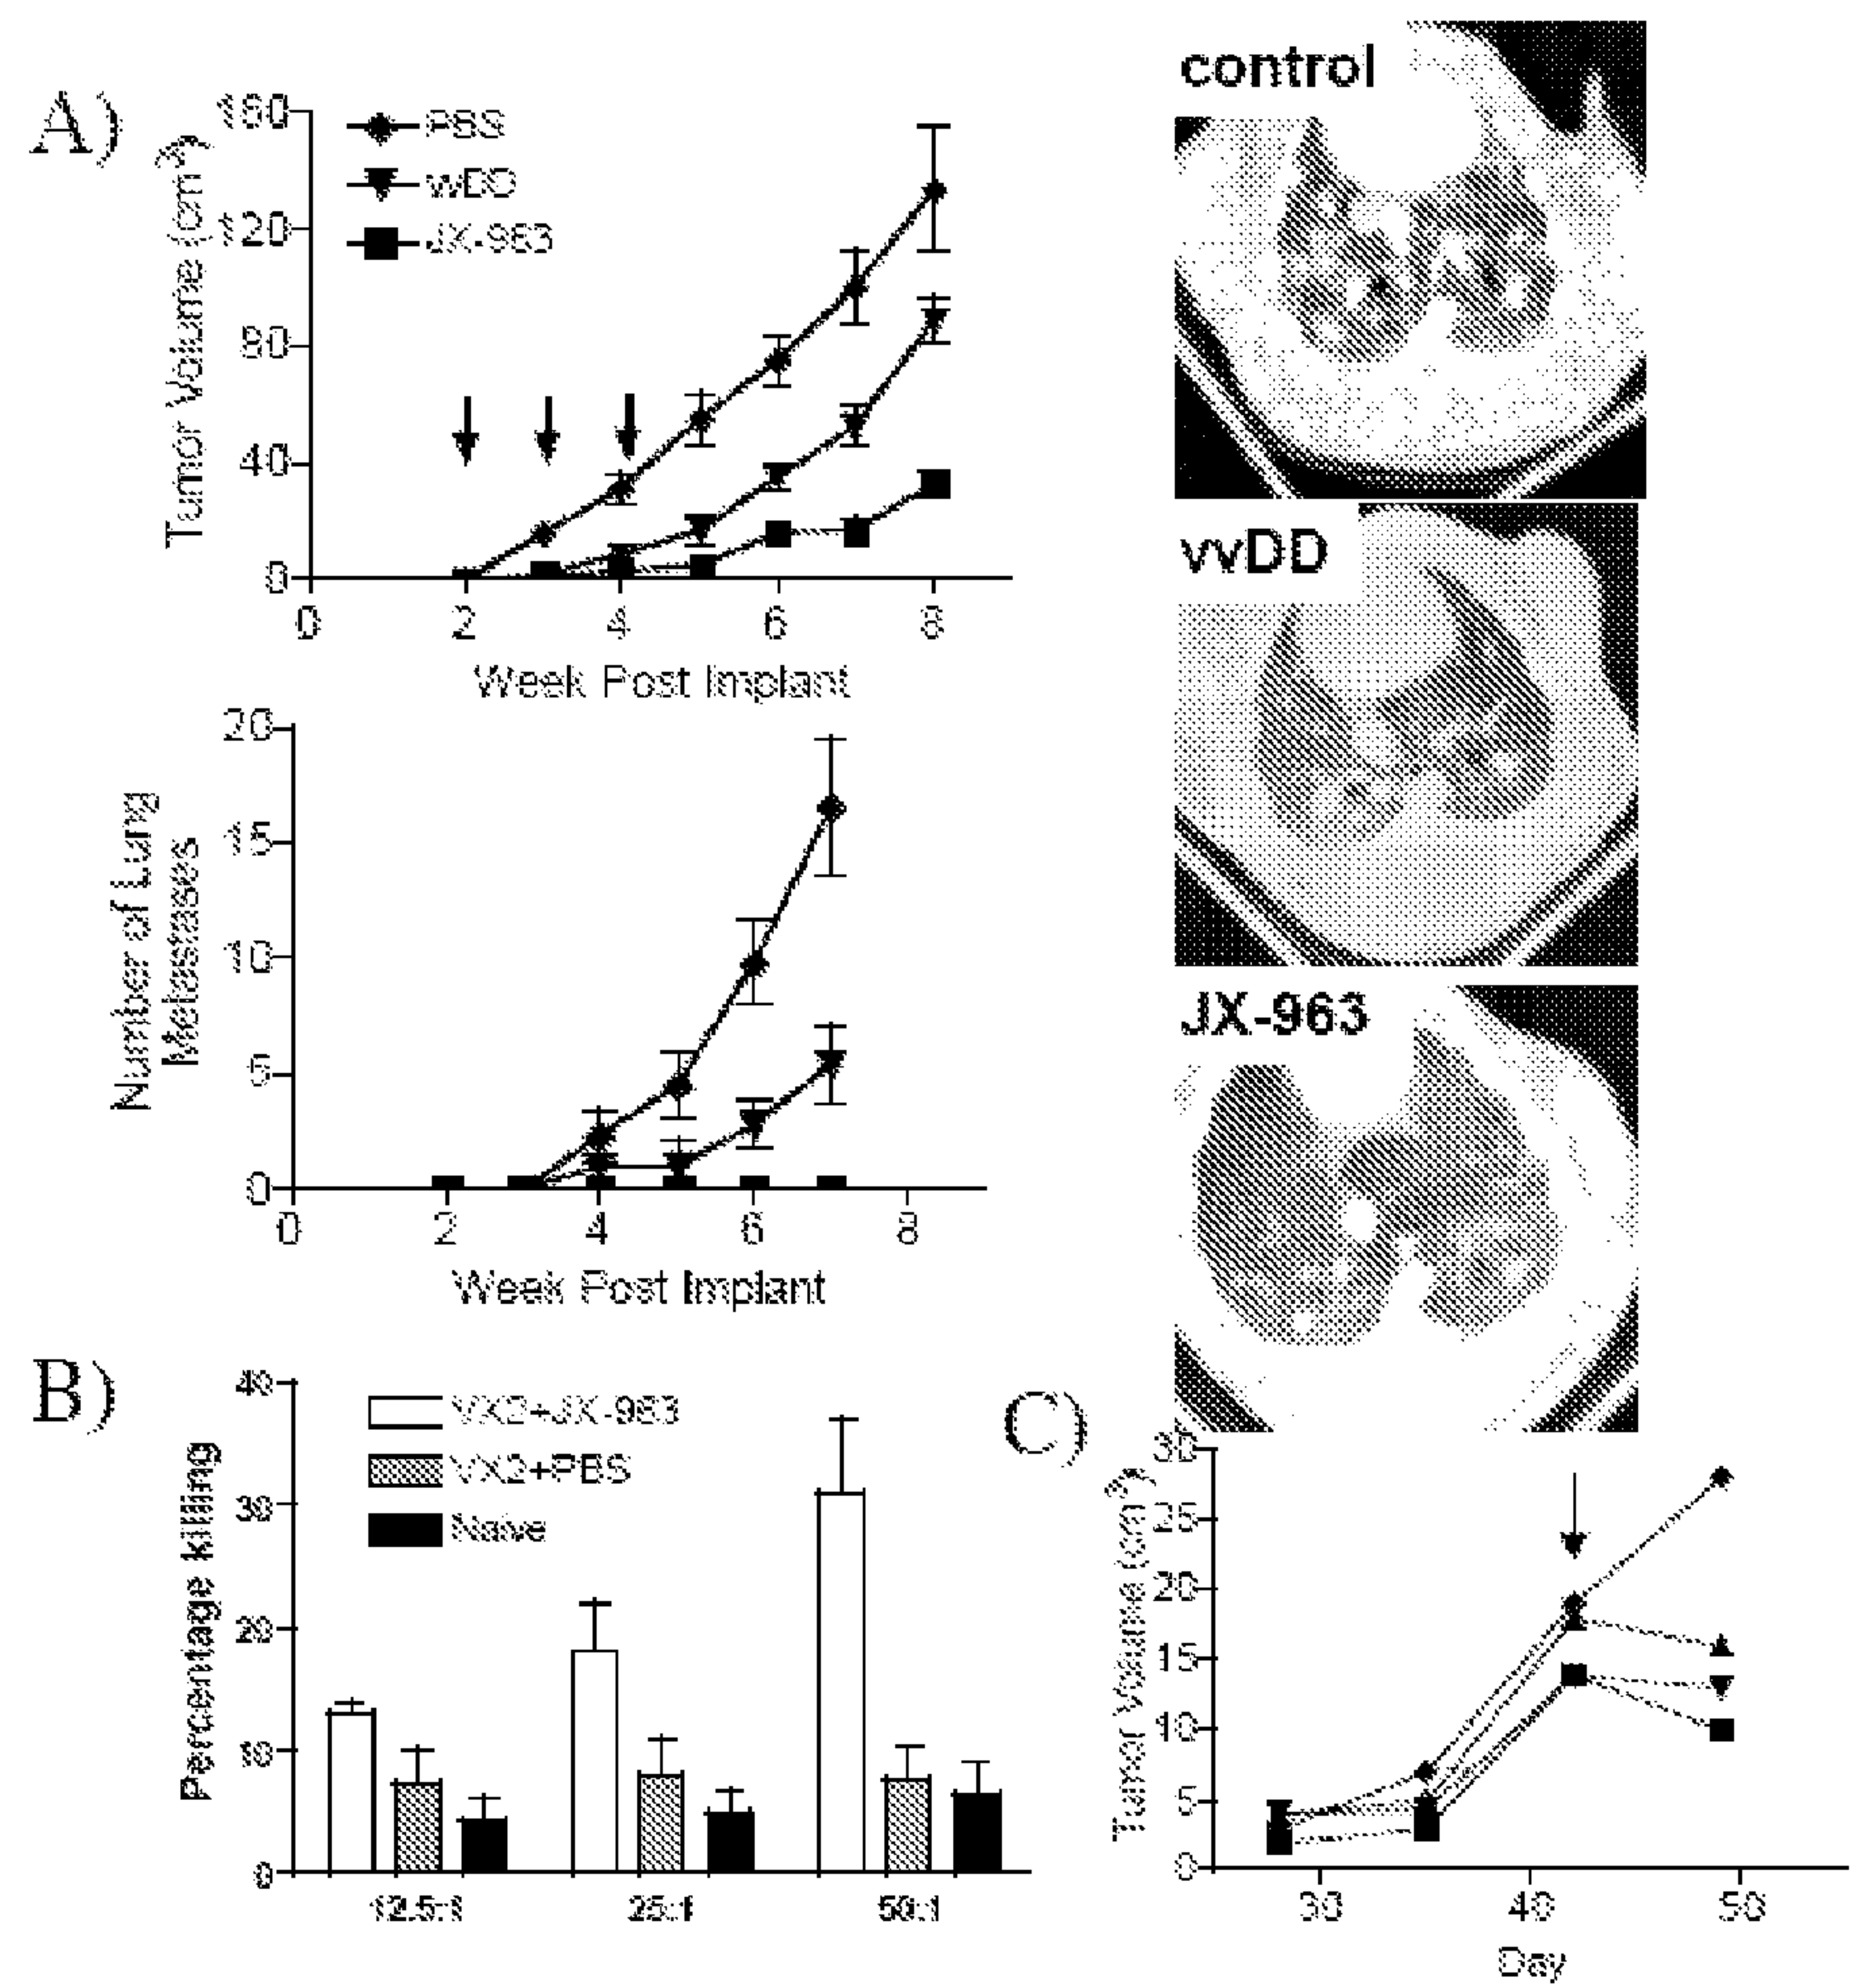 A)
Tumor Volume (cm³)
160
120
80
40
0
PBS
vvDD
JX-963
0 2 4 6 8
Week Post Implant
control
vvDD
JX-963
Number of Lung
Metastases
20
15
10
5
0
0 2 4 6 8
Week Post Implant
B)
Percentage killing
40
30
20
10
0
VX2+JX-963
VX2+PBS
Naive
12.5:1 25:1 50:1
C)
Tumor Volume (cm³)
30
25
20
15
10
5
0
30 40 50
Day